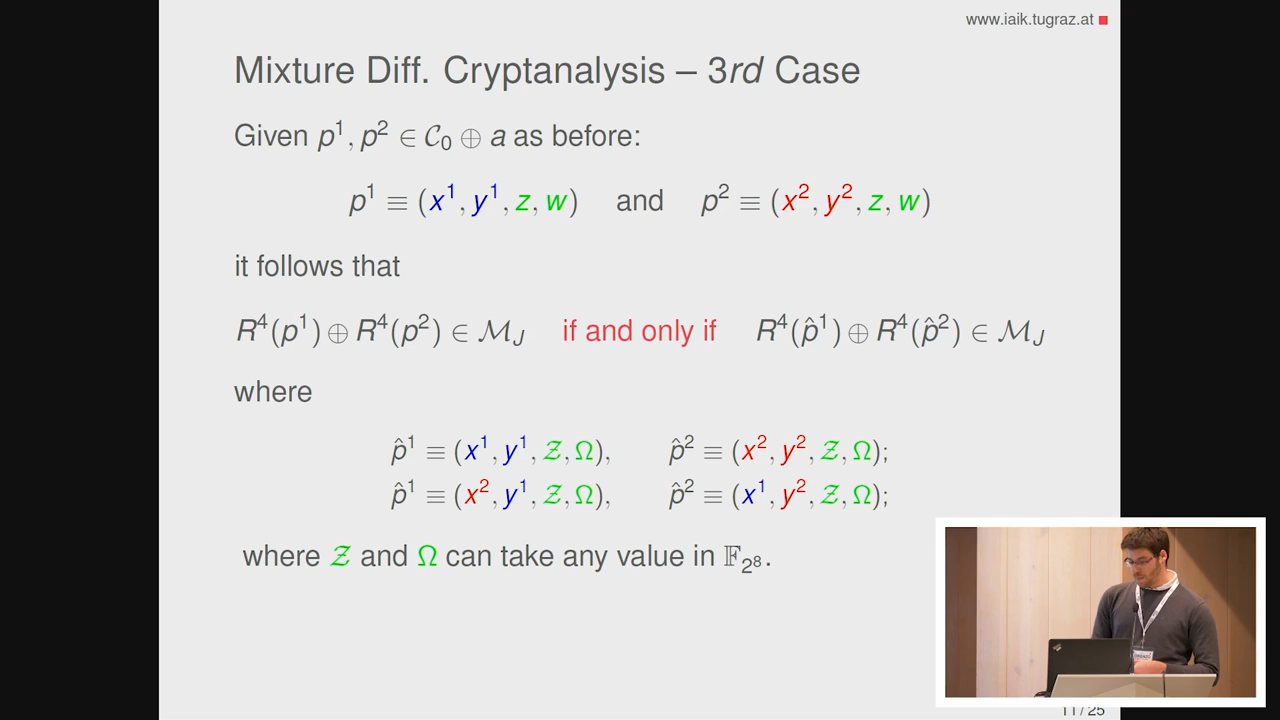 www.iaik.tugraz.at
Mixture Diff. Cryptanalysis – 3rd Case
Given p¹, p² ∈ 𝒞₀ ⊕ a as before:
p¹ ≡ (x¹, y¹, z, w) and p² ≡ (x², y², z, w)
it follows that
R⁴(p¹) ⊕ R⁴(p²) ∈ ℳ_J if and only if R⁴(p̂¹) ⊕ R⁴(p̂²) ∈ ℳ_J
where
p̂¹ ≡ (x¹, y¹, 𝒵, Ω), p̂² ≡ (x², y², 𝒵, Ω);
p̂¹ ≡ (x², y¹, 𝒵, Ω), p̂² ≡ (x¹, y², 𝒵, Ω);
where 𝒵 and Ω can take any value in 𝔽₂⁸.
11 / 25